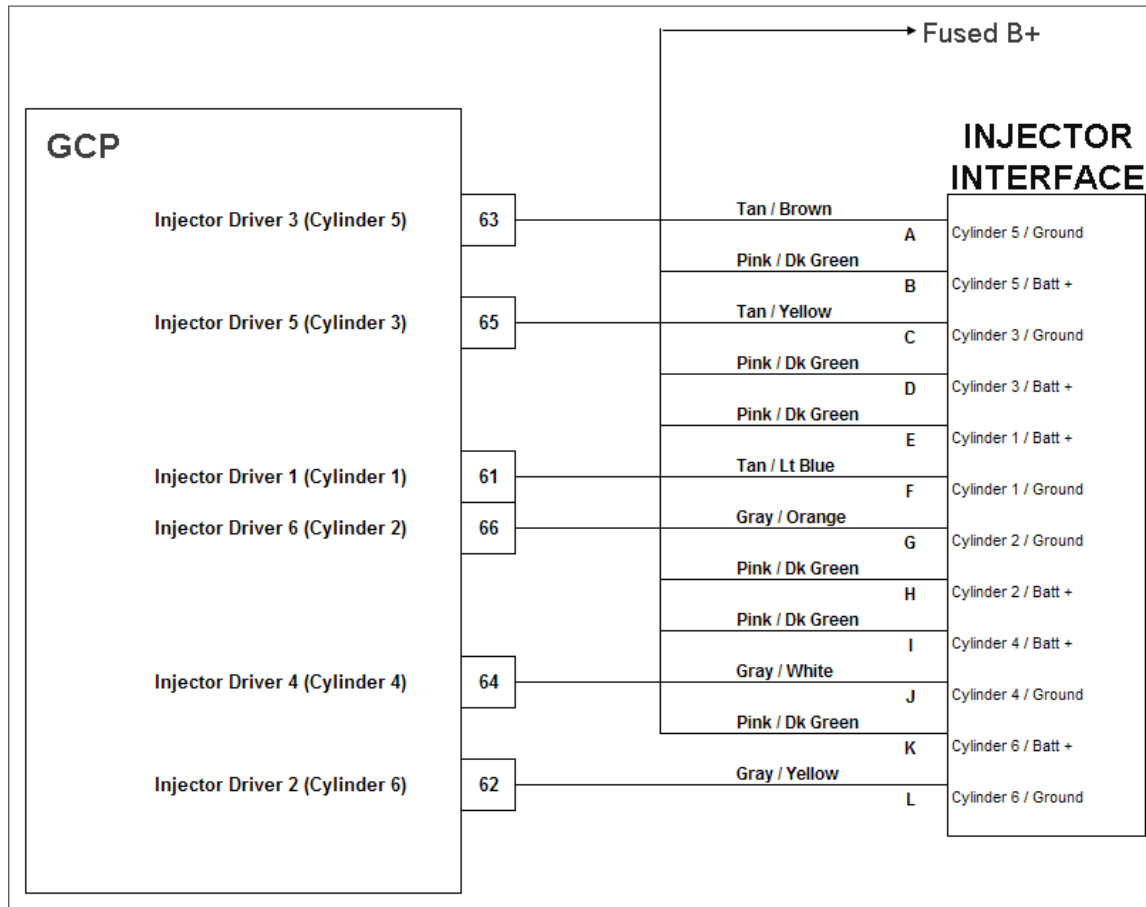 Fused B+
GCP
INJECTOR
INTERFACE
Injector Driver 3 (Cylinder 5) 63 Tan / Brown A Cylinder 5 / Ground
Pink / Dk Green B Cylinder 5 / Batt +
Injector Driver 5 (Cylinder 3) 65 Tan / Yellow C Cylinder 3 / Ground
Pink / Dk Green D Cylinder 3 / Batt +
Pink / Dk Green E Cylinder 1 / Batt +
Injector Driver 1 (Cylinder 1) 61 Tan / Lt Blue F Cylinder 1 / Ground
Injector Driver 6 (Cylinder 2) 66 Gray / Orange G Cylinder 2 / Ground
Pink / Dk Green H Cylinder 2 / Batt +
Pink / Dk Green I Cylinder 4 / Batt +
Injector Driver 4 (Cylinder 4) 64 Gray / White J Cylinder 4 / Ground
Pink / Dk Green K Cylinder 6 / Batt +
Injector Driver 2 (Cylinder 6) 62 Gray / Yellow L Cylinder 6 / Ground